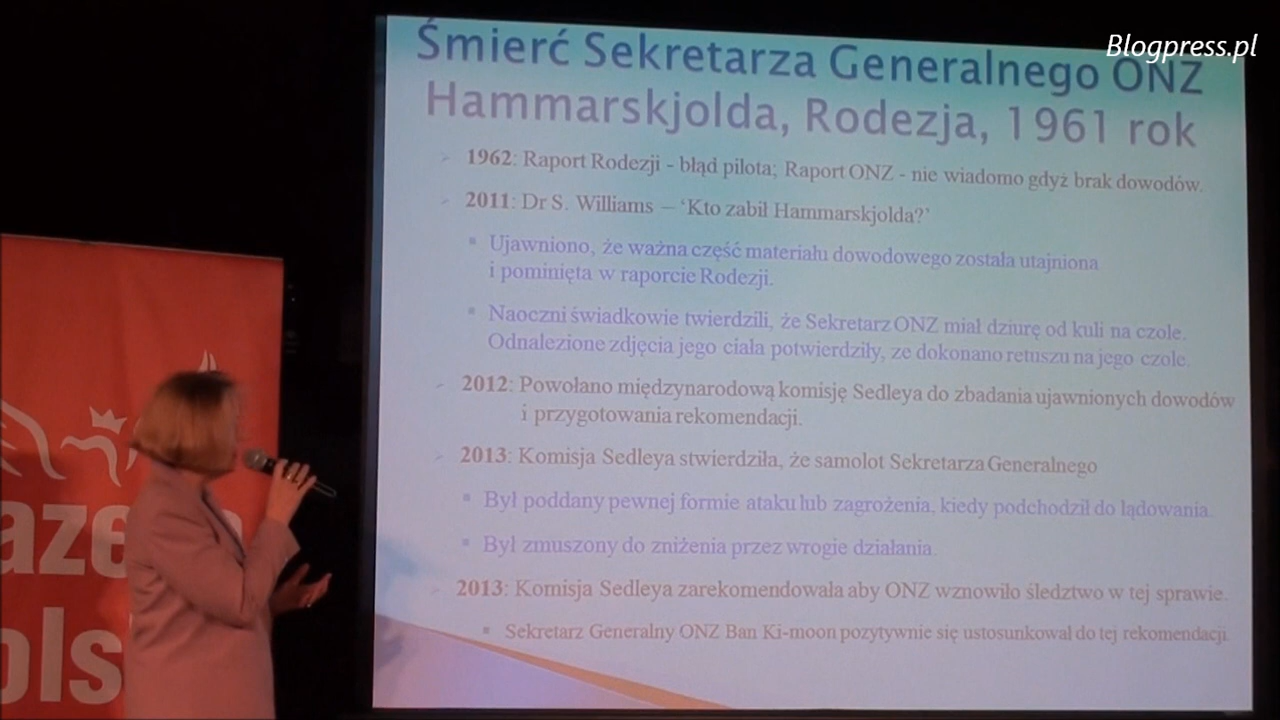 Blogpress.pl
Śmierć Sekretarza Generalnego ONZ
Hammarskjolda, Rodezja, 1961 rok
1962: Raport Rodezji - błąd pilota; Raport ONZ - nie wiadomo gdyż brak dowodów.
2011: Dr S. Williams – ‘Kto zabił Hammarskjolda?’
Ujawniono, że ważna część materiału dowodowego została utajniona
i pominięta w raporcie Rodezji.
Naoczni świadkowie twierdzili, że Sekretarz ONZ miał dziurę od kuli na czole.
Odnalezione zdjęcia jego ciała potwierdziły, ze dokonano retuszu na jego czole.
2012: Powołano międzynarodową komisję Sedleya do zbadania ujawnionych dowodów
i przygotowania rekomendacji.
2013: Komisja Sedleya stwierdziła, że samolot Sekretarza Generalnego
Był poddany pewnej formie ataku lub zagrożenia, kiedy podchodził do lądowania.
Był zmuszony do zniżenia przez wrogie działania.
2013: Komisja Sedleya zarekomendowała aby ONZ wznowiło śledztwo w tej sprawie.
Sekretarz Generalny ONZ Ban Ki-moon pozytywnie się ustosunkował do tej rekomendacji.
aze
ols